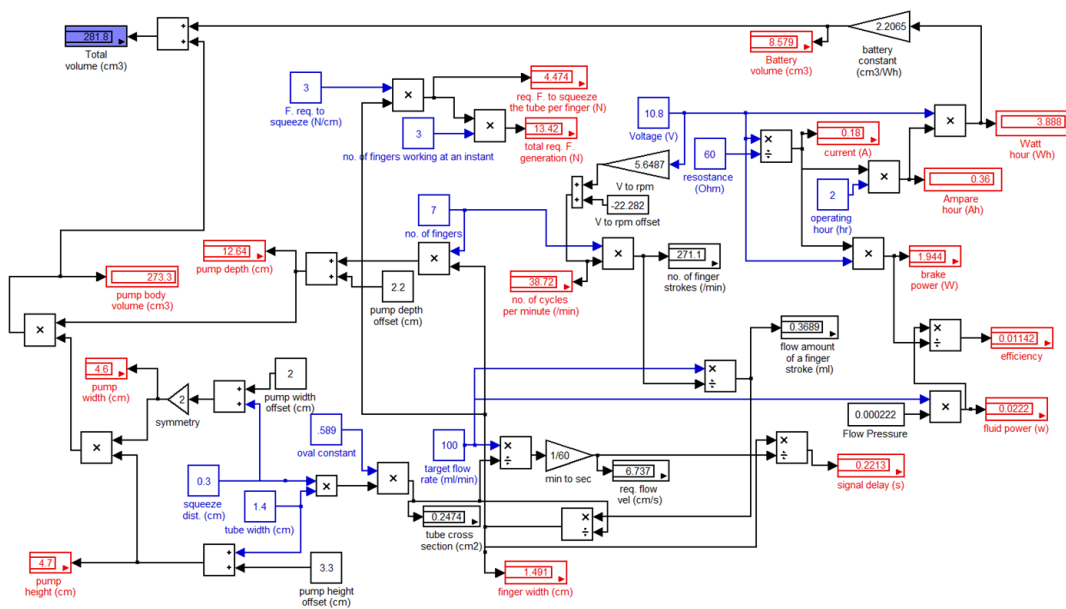 281.8
Total
volume (cm3)
+
+
2.2065
battery
constant
(cm3/Wh)
8.579
Battery
volume (cm3)
3
F. req. to
squeeze (N/cm)
×
4.474
req. F. to squeeze
the tube per finger (N)
3
no. of fingers working at an instant
×
13.42
total req. F.
generation (N)
10.8
Voltage (V)
60
resostance
(Ohm)
×
÷
0.18
current (A)
×
3.888
Watt
hour (Wh)
2
operating
hour (hr)
×
0.36
Ampare
hour (Ah)
5.6487
V to rpm
+
+
-22.282
V to rpm offset
7
no. of fingers
×
×
271.1
no. of finger
strokes (/min)
38.72
no. of cycles
per minute (/min)
×
1.944
brake
power (W)
12.64
pump depth (cm)
273.3
pump body
volume (cm3)
+
+
2.2
pump depth
offset (cm)
×
0.3689
flow amount
of a finger
stroke (ml)
×
÷
0.01142
efficiency
4.6
pump
width (cm)
2
symmetry
+
+
2
pump width
offset (cm)
×
÷
0.000222
Flow Pressure
×
0.0222
fluid power (w)
×
.589
oval constant
100
target flow
rate (ml/min)
×
÷
1/60
min to sec
6.737
req. flow
vel (cm/s)
×
÷
0.2213
signal delay (s)
0.3
squeeze
dist. (cm)
1.4
tube width (cm)
×
×
0.2474
tube cross
section (cm2)
×
÷
4.7
pump
height (cm)
+
+
3.3
pump height
offset (cm)
1.491
finger width (cm)